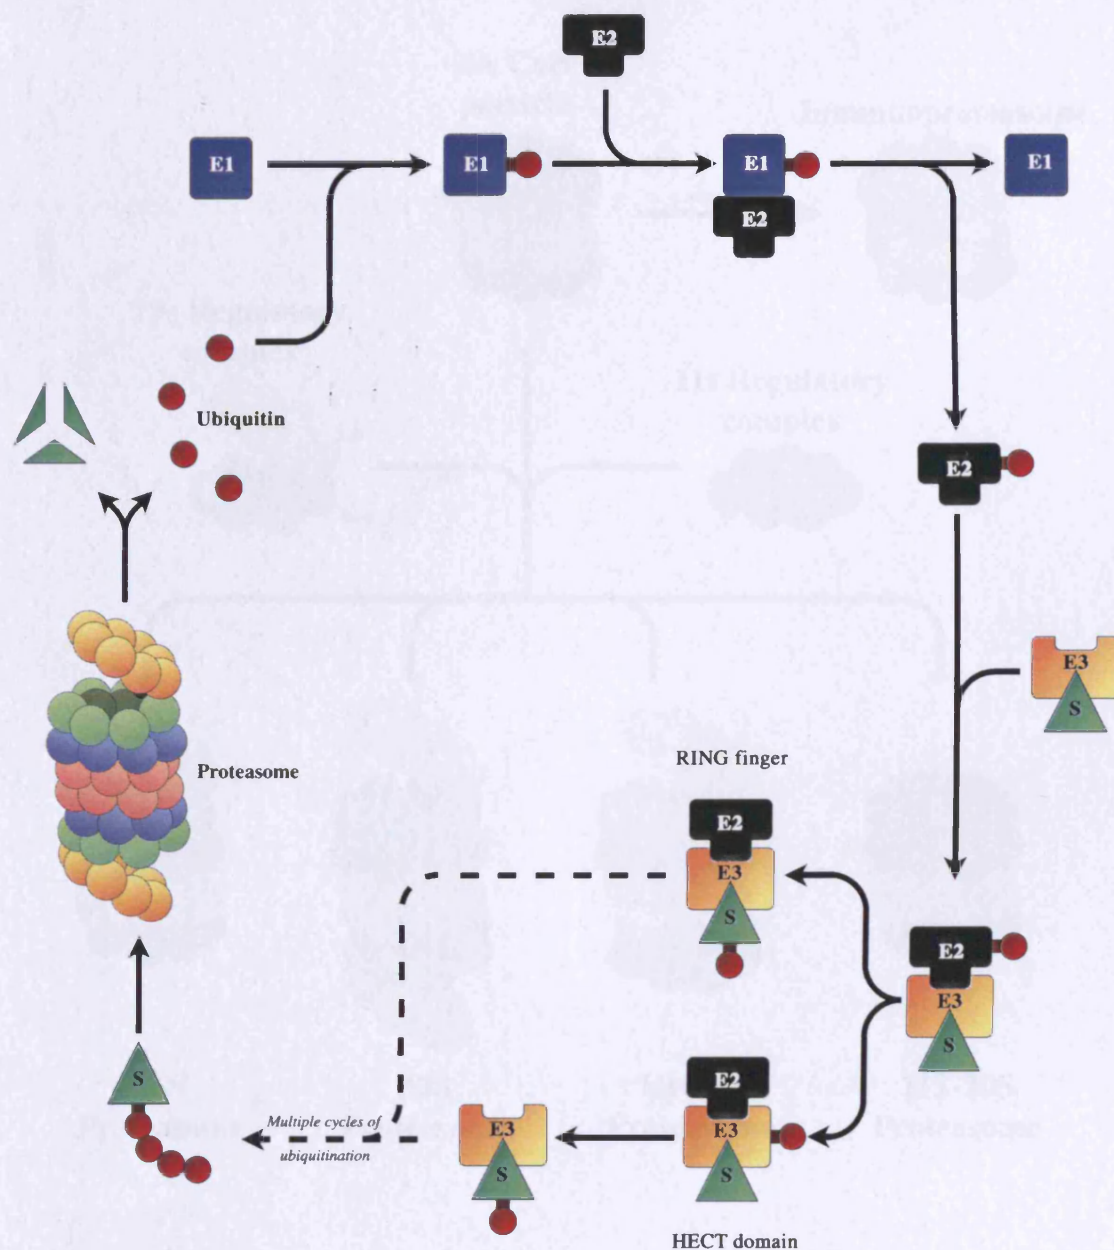 E2
E1
E1
E1
E1
E2
Ubiquitin
E2
E3
S
Proteasome
RING finger
E2
E3
S
E2
E3
S
S
Multiple cycles of
ubiquitination
E3
S
E2
E3
S
HECT domain